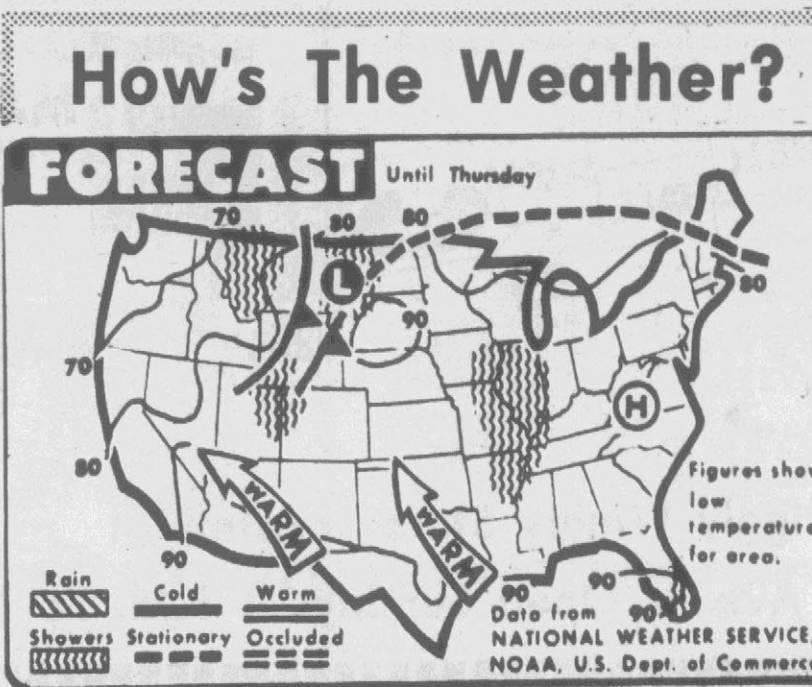 How's The Weather?
FORECAST Until Thursday
70 80 80
L
80
90
70
H
80
WARM
WARM
Figures show
low
temperature
for area.
90
90 90
90
Rain Cold Warm
Showers Stationary Occluded
Data from
NATIONAL WEATHER SERVICE,
NOAA, U.S. Dept. of Commerce